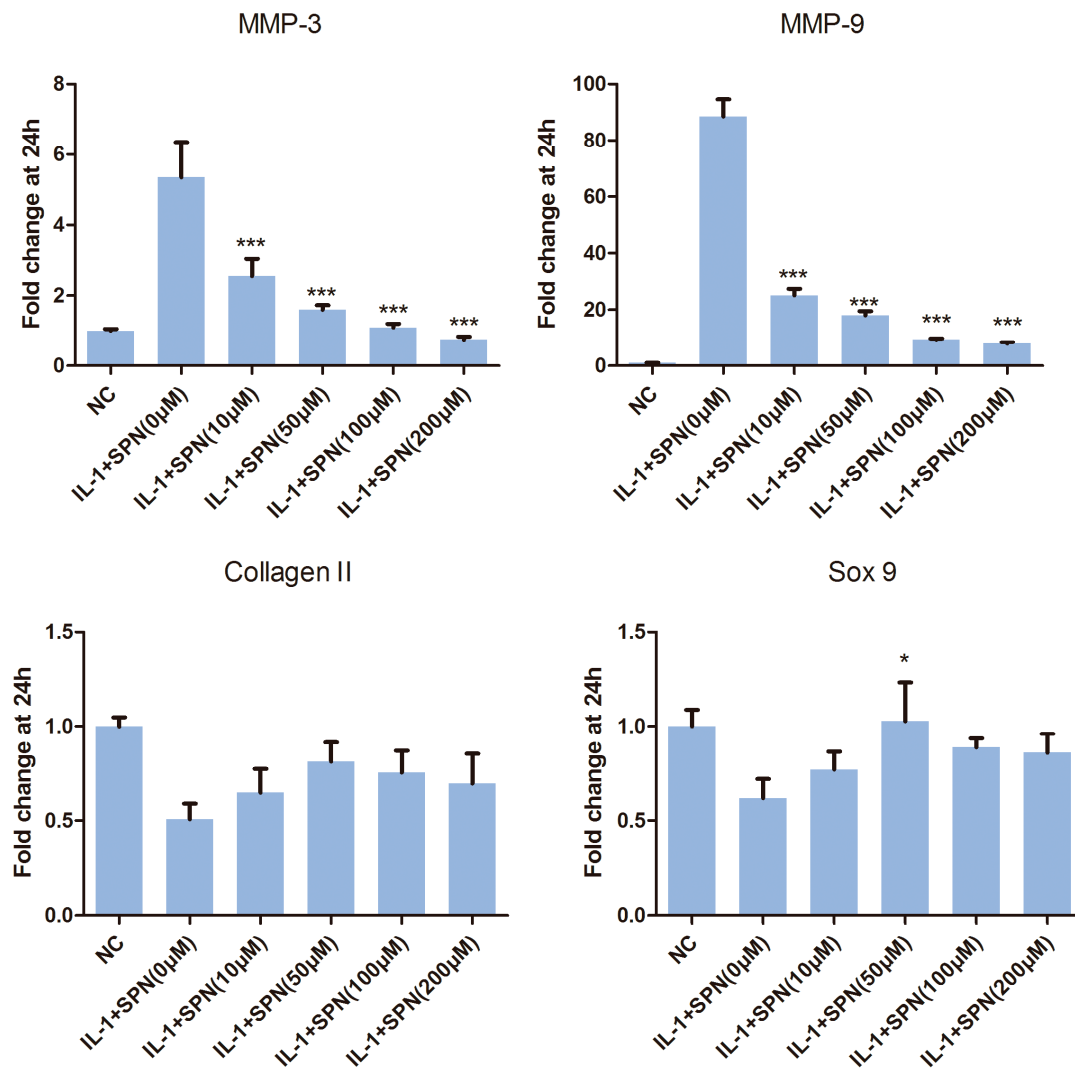 MMP-3
Fold change at 24h
8
6
4
2
0
***
***
***
***
NC
IL-1+SPN(0μM)
IL-1+SPN(10μM)
IL-1+SPN(50μM)
IL-1+SPN(100μM)
IL-1+SPN(200μM)
MMP-9
Fold change at 24h
100
80
60
40
20
0
***
***
***
***
NC
IL-1+SPN(0μM)
IL-1+SPN(10μM)
IL-1+SPN(50μM)
IL-1+SPN(100μM)
IL-1+SPN(200μM)
Collagen II
Fold change at 24h
1.5
1.0
0.5
0.0
NC
IL-1+SPN(0μM)
IL-1+SPN(10μM)
IL-1+SPN(50μM)
IL-1+SPN(100μM)
IL-1+SPN(200μM)
Sox 9
Fold change at 24h
1.5
1.0
0.5
0.0
*
NC
IL-1+SPN(0μM)
IL-1+SPN(10μM)
IL-1+SPN(50μM)
IL-1+SPN(100μM)
IL-1+SPN(200μM)